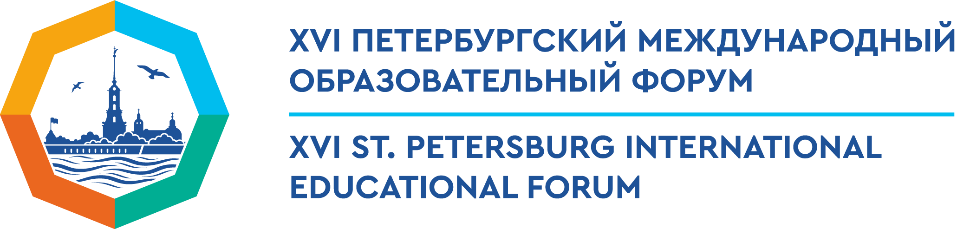 XVI ПЕТЕРБУРГСКИЙ МЕЖДУНАРОДНЫЙ
ОБРАЗОВАТЕЛЬНЫЙ ФОРУМ
XVI ST. PETERSBURG INTERNATIONAL
EDUCATIONAL FORUM